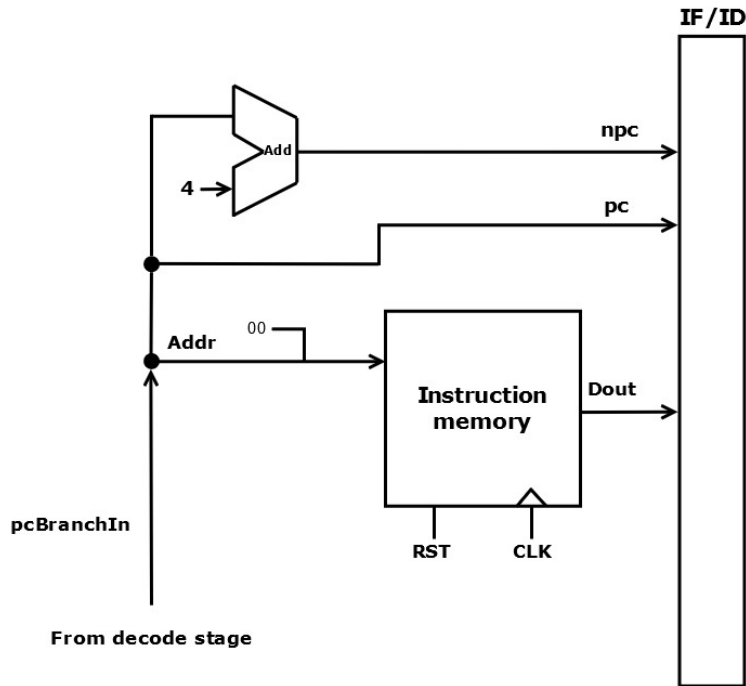 IF/ID
npc
Add
4
pc
00
Addr
Instruction
memory
Dout
pcBranchIn
RST
CLK
From decode stage